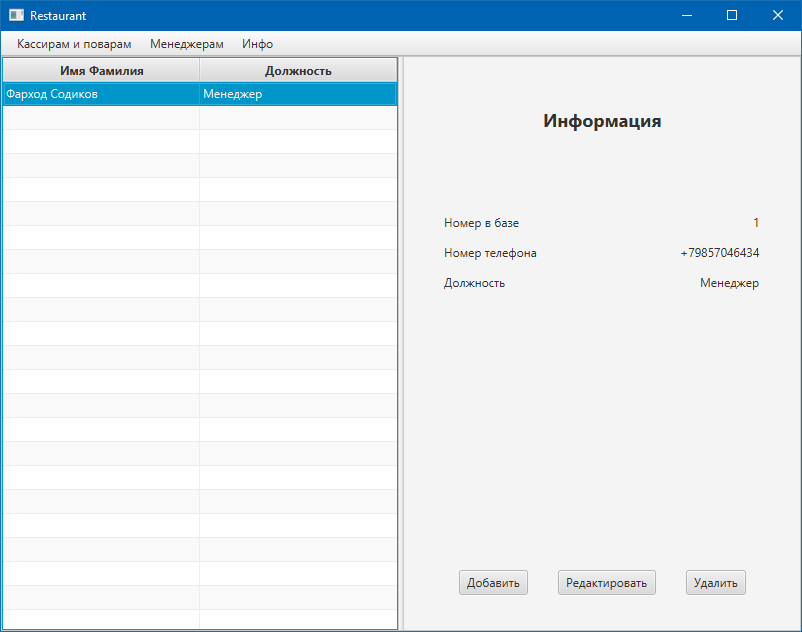 Restaurant
Кассирам и поварам Менеджерам Инфо
Имя Фамилия Должность
Фарход Содиков Менеджер
Информация
Номер в базе 1
Номер телефона +79857046434
Должность Менеджер
Добавить Редактировать Удалить